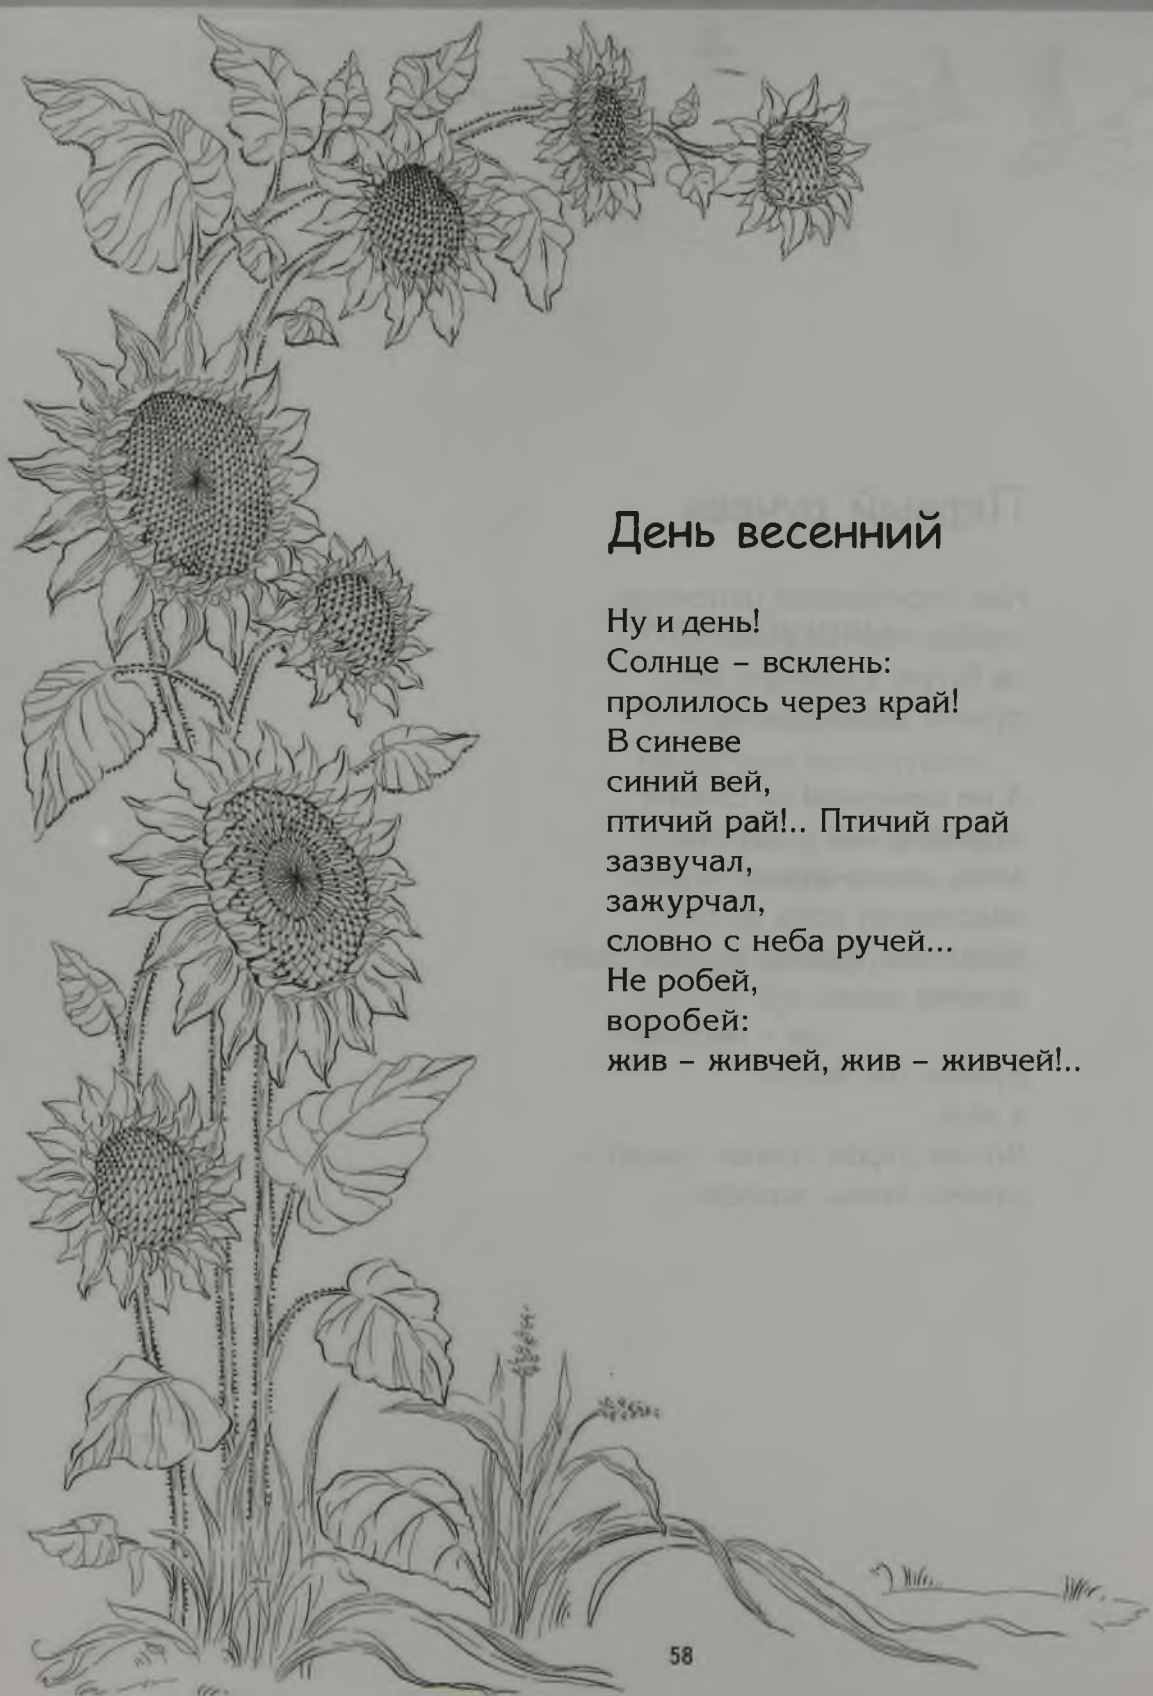 День весенний
Ну и день!
Солнце – всклень:
пролилось через край!
В синеве
синий вей,
птичий рай!.. Птичий грай
зазвучал,
зажурчал,
словно с неба ручей...
Не робей,
воробей:
жив – живчей, жив – живчей!..
58